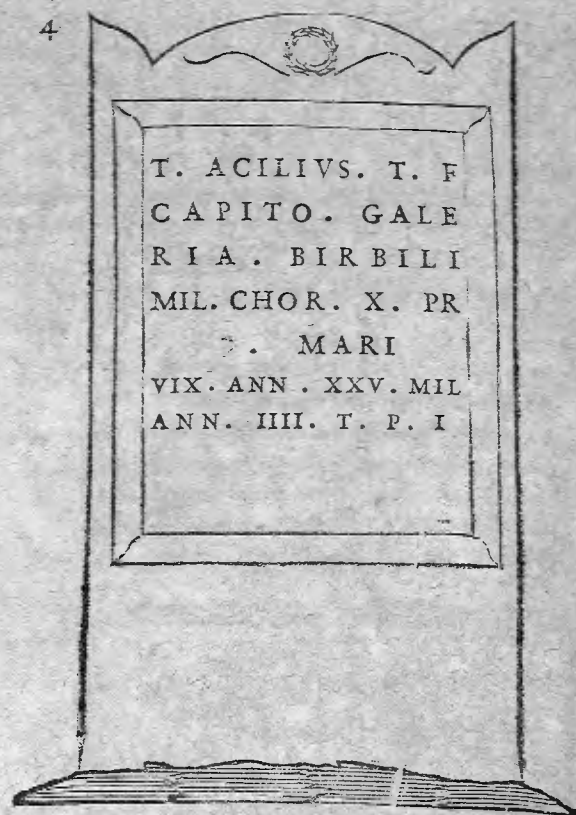 4
T. ACILIVS. T. F
CAPITO. GALE
RIA. BIRBILI
MIL. CHOR. X. PR
Ɔ. MARI
VIX. ANN. XXV. MIL
ANN. IIII. T. P. I